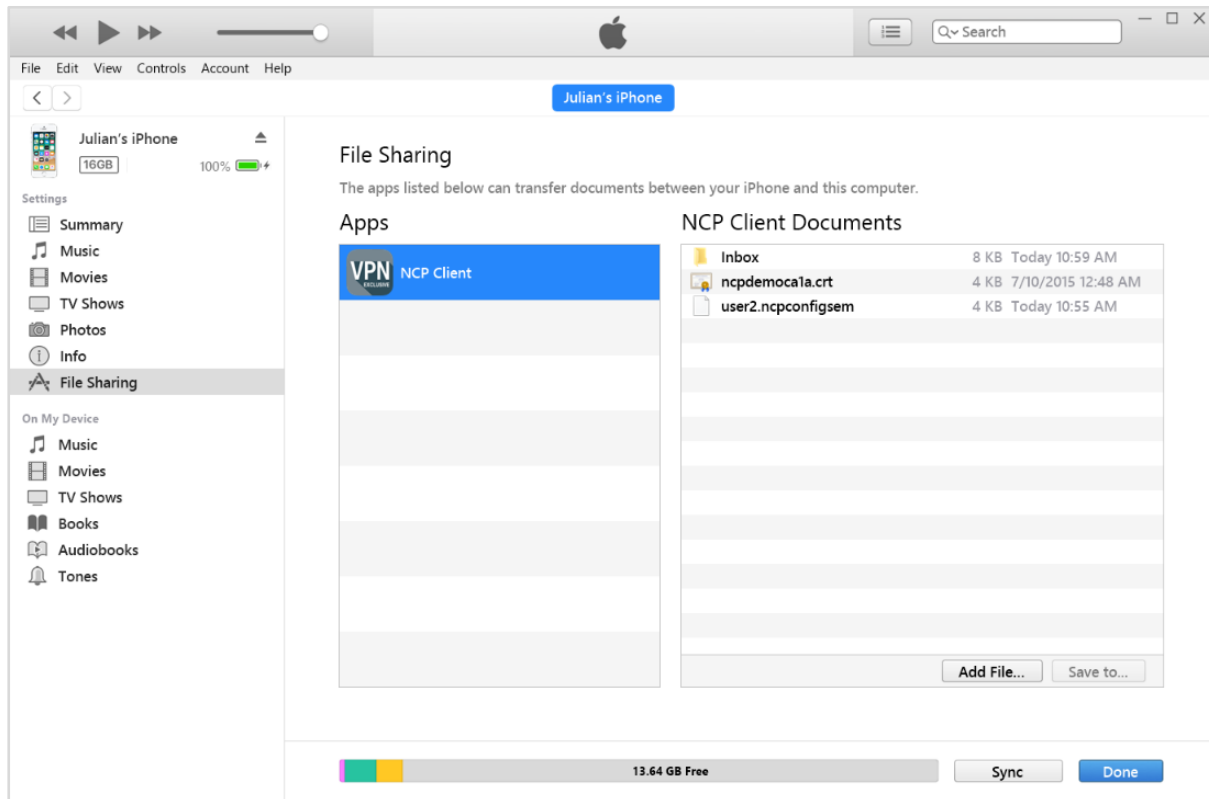 Search
File Edit View Controls Account Help
Julian's iPhone
Julian's iPhone
16GB 100%
Settings
Summary
Music
Movies
TV Shows
Photos
Info
File Sharing
On My Device
Music
Movies
TV Shows
Books
Audiobooks
Tones
File Sharing
The apps listed below can transfer documents between your iPhone and this computer.
Apps
VPN EXCLUSIVE NCP Client
NCP Client Documents
Inbox 8 KB Today 10:59 AM
ncpdemoca1a.crt 4 KB 7/10/2015 12:48 AM
user2.ncpconfigsem 4 KB Today 10:55 AM
Add File... Save to...
13.64 GB Free Sync Done